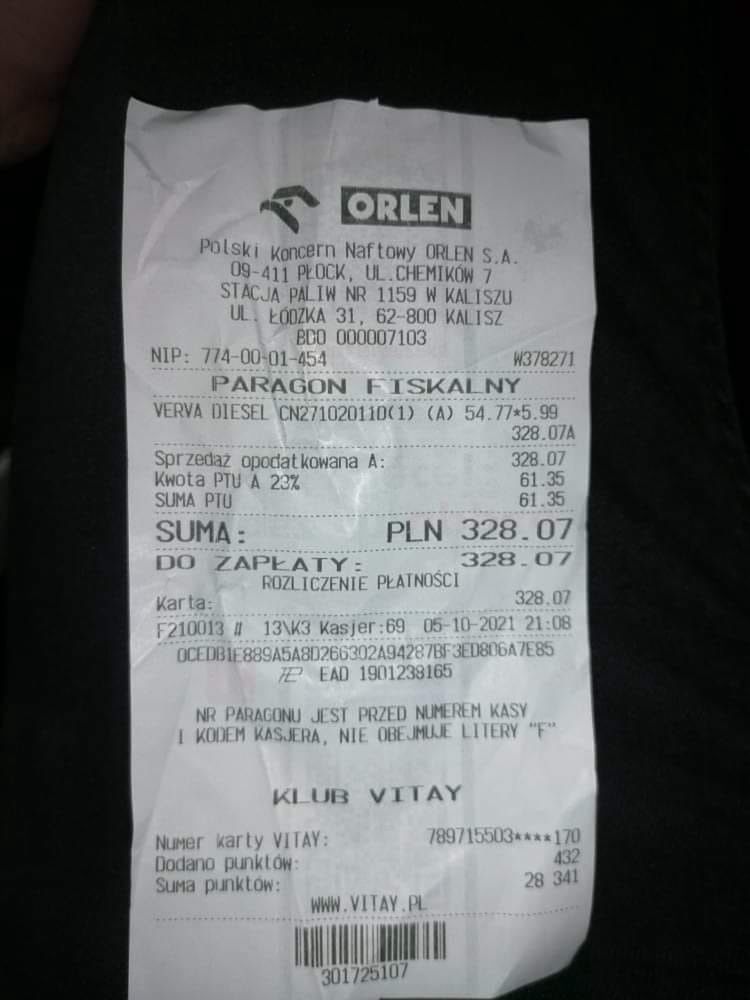 ORLEN
Polski Koncern Naftowy ORLEN S.A.
09-411 PŁOCK, UL.CHEMIKÓW 7
STACJA PALIW NR 1159 W KALISZU
UL. ŁÓDZKA 31, 62-800 KALISZ
BDO 000007103
NIP: 774-00-01-454 W378271
PARAGON FISKALNY
VERVA DIESEL CN271020110(1) (A) 54.77*5.99
328.07A
Sprzedaż opodatkowana A: 328.07
Kwota PTU A 23% 61.35
SUMA PTU 61.35
SUMA: PLN 328.07
DO ZAPŁATY: 328.07
ROZLICZENIE PŁATNOŚCI
Karta: 328.07
F210013 # 13\K3 Kasjer:69 05-10-2021 21:08
0CEDB1E889A5A8D266302A94287BF3ED806A7E85
EAD 1901238165
NR PARAGONU JEST PRZED NUMEREM KASY
I KODEM KASJERA, NIE OBEJMUJE LITERY "F"
KLUB VITAY
Numer karty VITAY: 789715503****170
Dodano punktów: 432
Suma punktów: 28 341
WWW.VITAY.PL
301725107